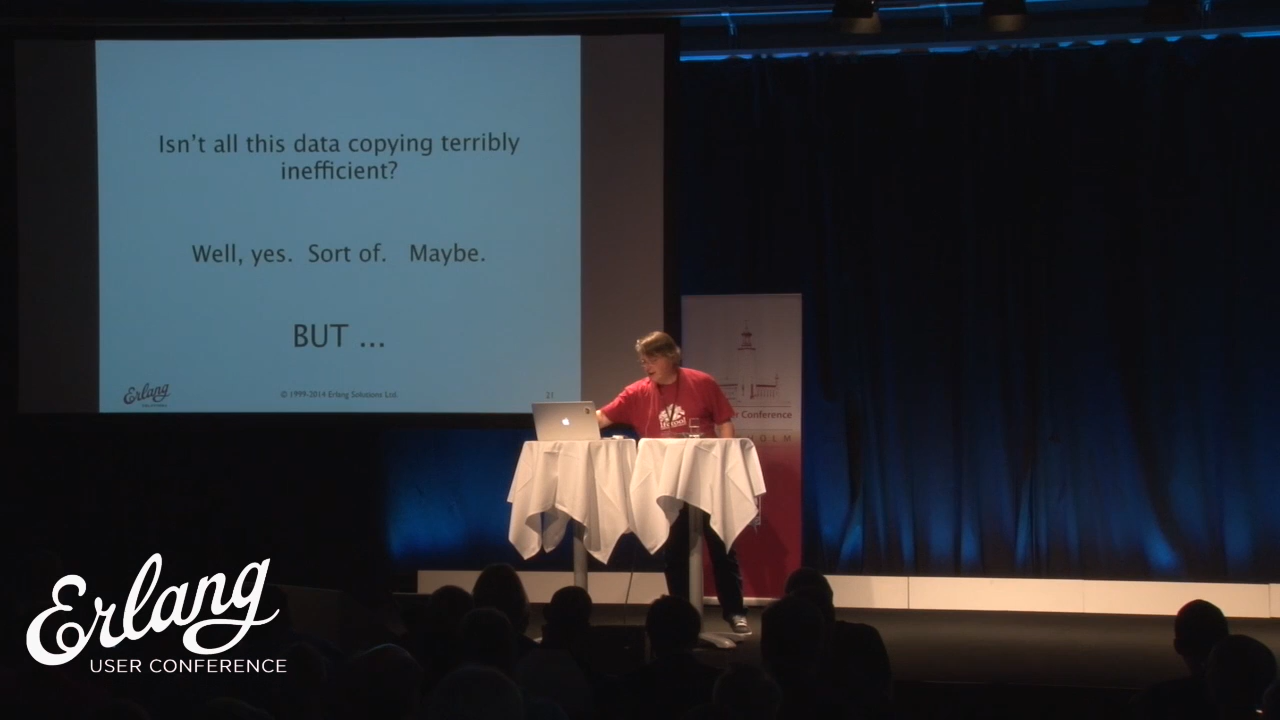 Isn't all this data copying terribly
inefficient?
Well, yes. Sort of. Maybe.
BUT ...
Erlang
© 1999-2014 Erlang Solutions Ltd.
21
Conference
Erlang
USER CONFERENCE